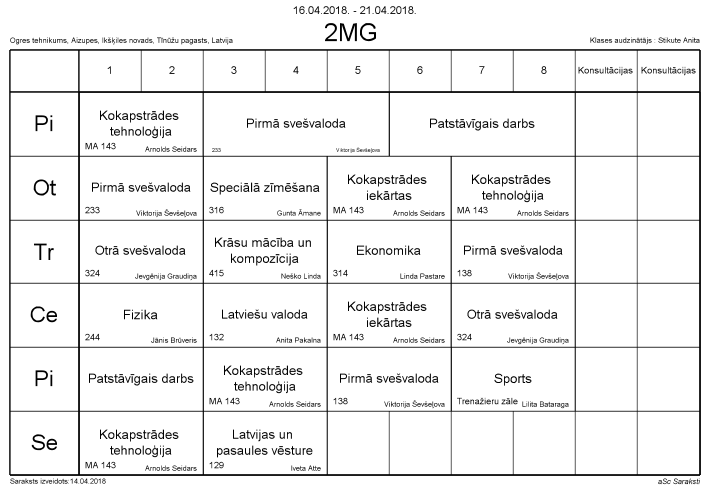 16.04.2018. - 21.04.2018.
Ogres tehnikums, Aizupes, Ikšķiles novads, Tīnūžu pagasts, Latvija
2MG
Klases audzinātājs : Stikute Anita
1 2 3 4 5 6 7 8 Konsultācijas Konsultācijas
Pi
Kokapstrādes
tehnoloģija
MA 143 Arnolds Seidars
Pirmā svešvaloda
233 Viktorija Ševšeļova
Patstāvīgais darbs
Ot
Pirmā svešvaloda
233 Viktorija Ševšeļova
Speciālā zīmēšana
316 Gunta Āmane
Kokapstrādes
iekārtas
MA 143 Arnolds Seidars
Kokapstrādes
tehnoloģija
MA 143 Arnolds Seidars
Tr
Otrā svešvaloda
324 Jevgēnija Graudiņa
Krāsu mācība un
kompozīcija
415 Neško Linda
Ekonomika
314 Linda Pastare
Pirmā svešvaloda
138 Viktorija Ševšeļova
Ce
Fizika
244 Jānis Brūveris
Latviešu valoda
132 Anita Pakalna
Kokapstrādes
iekārtas
MA 143 Arnolds Seidars
Otrā svešvaloda
324 Jevgēnija Graudiņa
Pi
Patstāvīgais darbs
Kokapstrādes
tehnoloģija
MA 143 Arnolds Seidars
Pirmā svešvaloda
138 Viktorija Ševšeļova
Sports
Trenažieru zāle Lilita Bataraga
Se
Kokapstrādes
tehnoloģija
MA 143 Arnolds Seidars
Latvijas un
pasaules vēsture
129 Iveta Atte
Saraksts izveidots:14.04.2018
aSc Saraksti